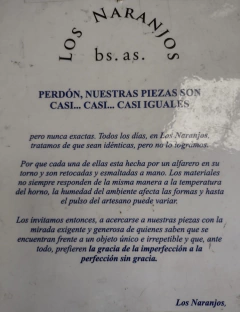 LOS NARANJOS
bs. as.
PERDÓN, NUESTRAS PIEZAS SON
CASI... CASI... CASI IGUALES
pero nunca exactas. Todos los días, en Los Naranjos,
tratamos de que sean idénticas, pero no lo logramos.
Por que cada una de ellas esta hecha por un alfarero en su
torno y son retocadas y esmaltadas a mano. Los materiales
no siempre responden de la misma manera a la temperatura
del horno, la humedad del ambiente afecta las formas y hasta
el pulso del artesano puede variar.
Los invitamos entonces, a acercarse a nuestras piezas con la
mirada exigente y generosa de quienes saben que se
encuentran frente a un objeto único e irrepetible y que, ante
todo, prefieren la gracia de la imperfección a la
perfección sin gracia.
Los Naranjos.